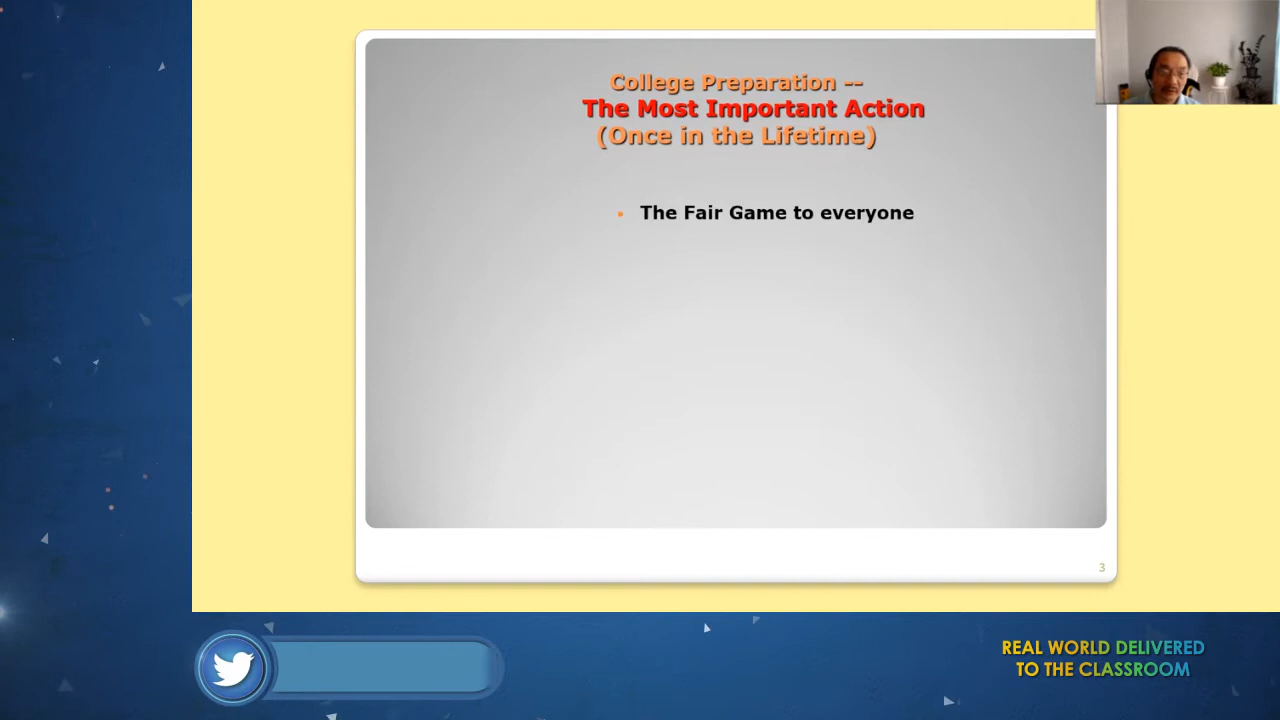 College Preparation --
The Most Important Action
(Once in the Lifetime)
The Fair Game to everyone
3
REAL WORLD DELIVERED
TO THE CLASSROOM